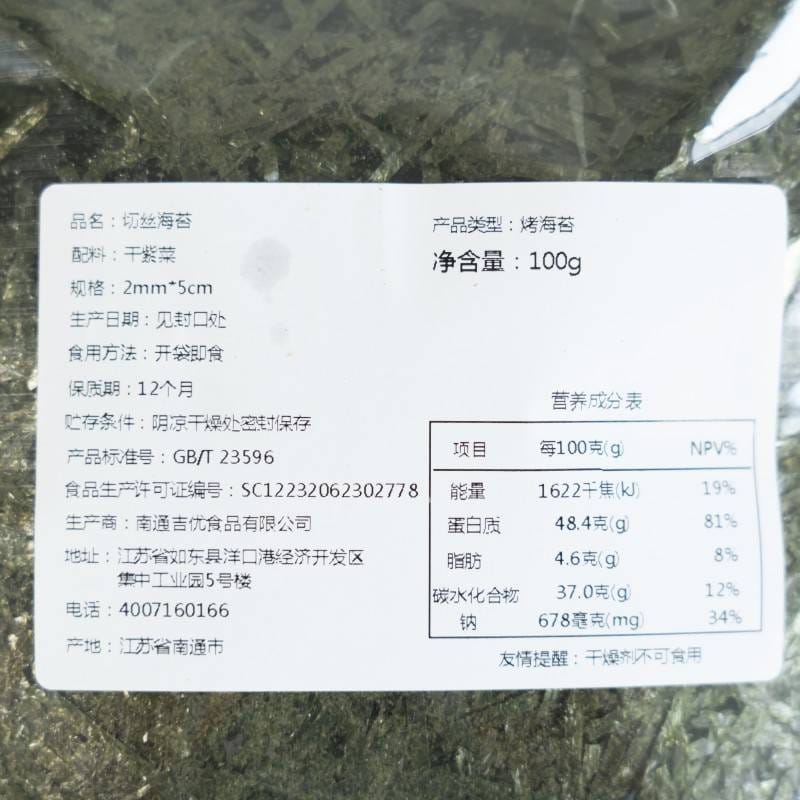 品名：切丝海苔
配料：干紫菜
规格：2mm*5cm
生产日期：见封口处
食用方法：开袋即食
保质期：12个月
贮存条件：阴凉干燥处密封保存
产品标准号：GB/T 23596
食品生产许可证编号：SC12232062302778
生产商：南通吉优食品有限公司
地址：江苏省如东县洋口港经济开发区
集中工业园5号楼
电话：4007160166
产地：江苏省南通市
产品类型：烤海苔
净含量：100g
营养成分表
项目 每100克(g) NPV%
能量 1622千焦(kJ) 19%
蛋白质 48.4克(g) 81%
脂肪 4.6克(g) 8%
碳水化合物 37.0克(g) 12%
钠 678毫克(mg) 34%
友情提醒：干燥剂不可食用